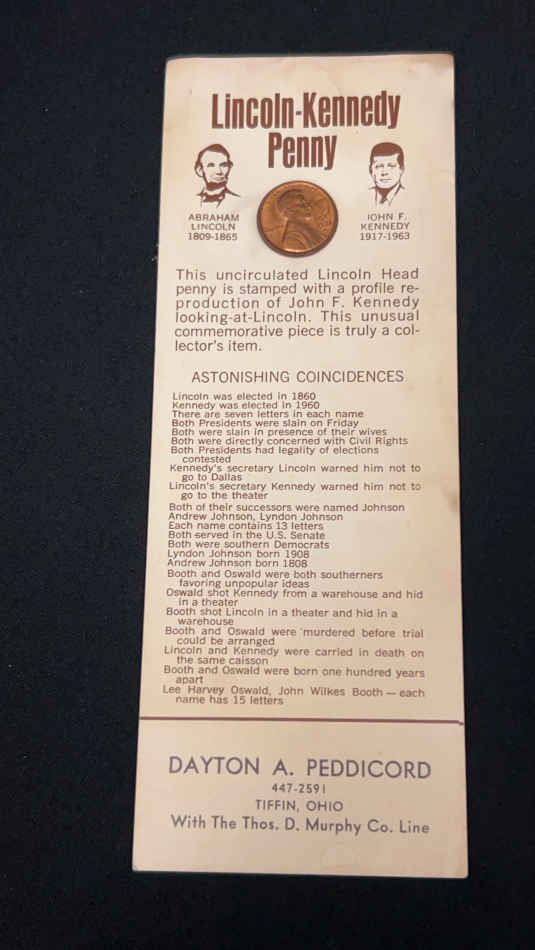 Lincoln-Kennedy
Penny
ABRAHAM
LINCOLN
1809-1865
JOHN F.
KENNEDY
1917-1963
This uncirculated Lincoln Head
penny is stamped with a profile re-
production of John F. Kennedy
looking-at-Lincoln. This unusual
commemorative piece is truly a col-
lector's item.
ASTONISHING COINCIDENCES
Lincoln was elected in 1860
Kennedy was elected in 1960
There are seven letters in each name
Both Presidents were slain on Friday
Both were slain in presence of their wives
Both were directly concerned with Civil Rights
Both Presidents had legality of elections
contested
Kennedy's secretary Lincoln warned him not to
go to Dallas
Lincoln's secretary Kennedy warned him not to
go to the theater
Both of their successors were named Johnson
Andrew Johnson, Lyndon Johnson
Each name contains 13 letters
Both served in the U.S. Senate
Both were southern Democrats
Lyndon Johnson born 1908
Andrew Johnson born 1808
Booth and Oswald were both southerners
favoring unpopular ideas
Oswald shot Kennedy from a warehouse and hid
in a theater
Booth shot Lincoln in a theater and hid in a
warehouse
Booth and Oswald were murdered before trial
could be arranged
Lincoln and Kennedy were carried in death on
the same caisson
Booth and Oswald were born one hundred years
apart
Lee Harvey Oswald, John Wilkes Booth — each
name has 15 letters
DAYTON A. PEDDICORD
447-2591
TIFFIN, OHIO
With The Thos. D. Murphy Co. Line